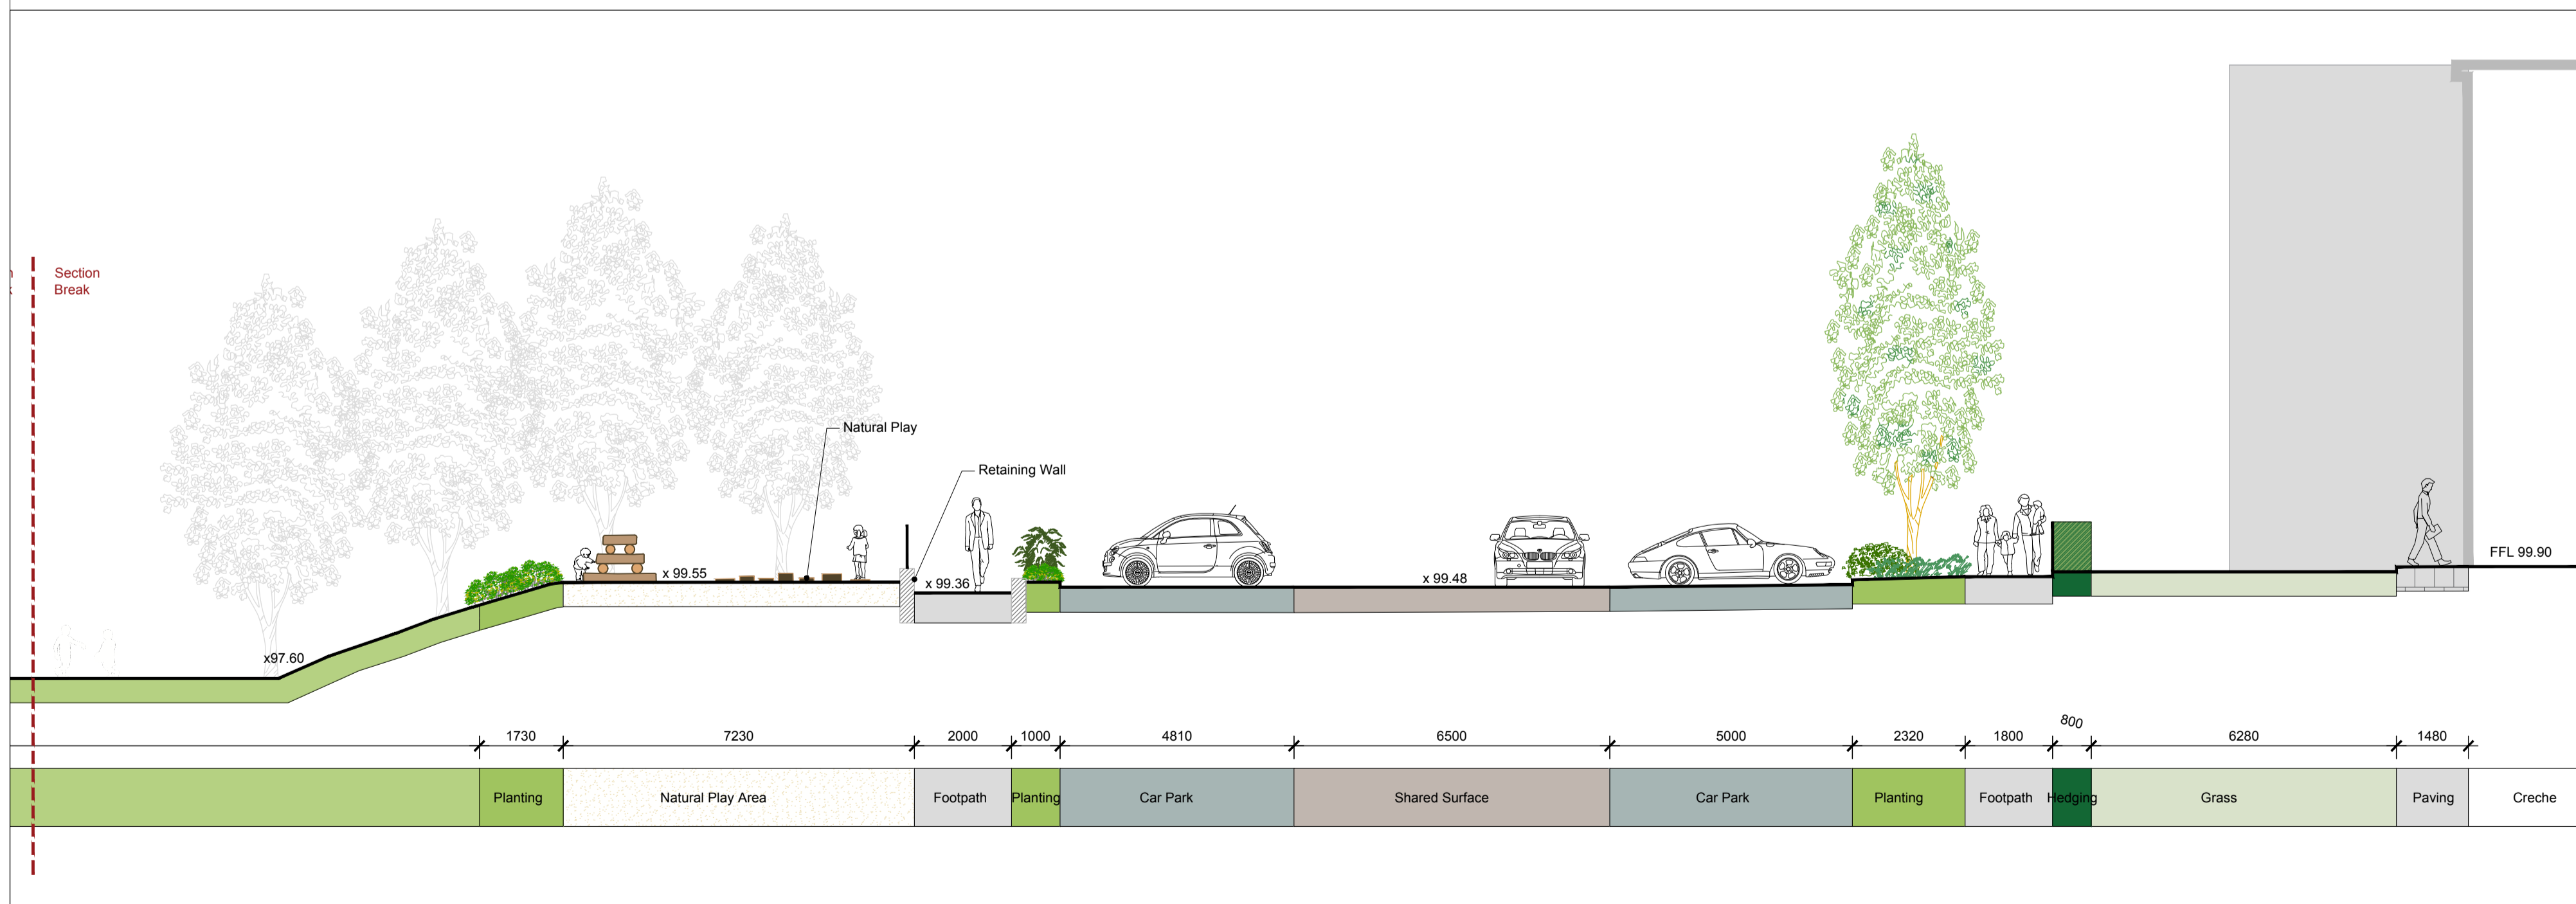 Section
Break
Natural Play
Retaining Wall
x97.60
x 99.55
x 99.36
x 99.48
FFL 99.90
1730
7230
2000
1000
4810
6500
5000
2320
1800
800
6280
1480
Planting
Natural Play Area
Footpath
Planting
Car Park
Shared Surface
Car Park
Planting
Footpath
Hedging
Grass
Paving
Creche